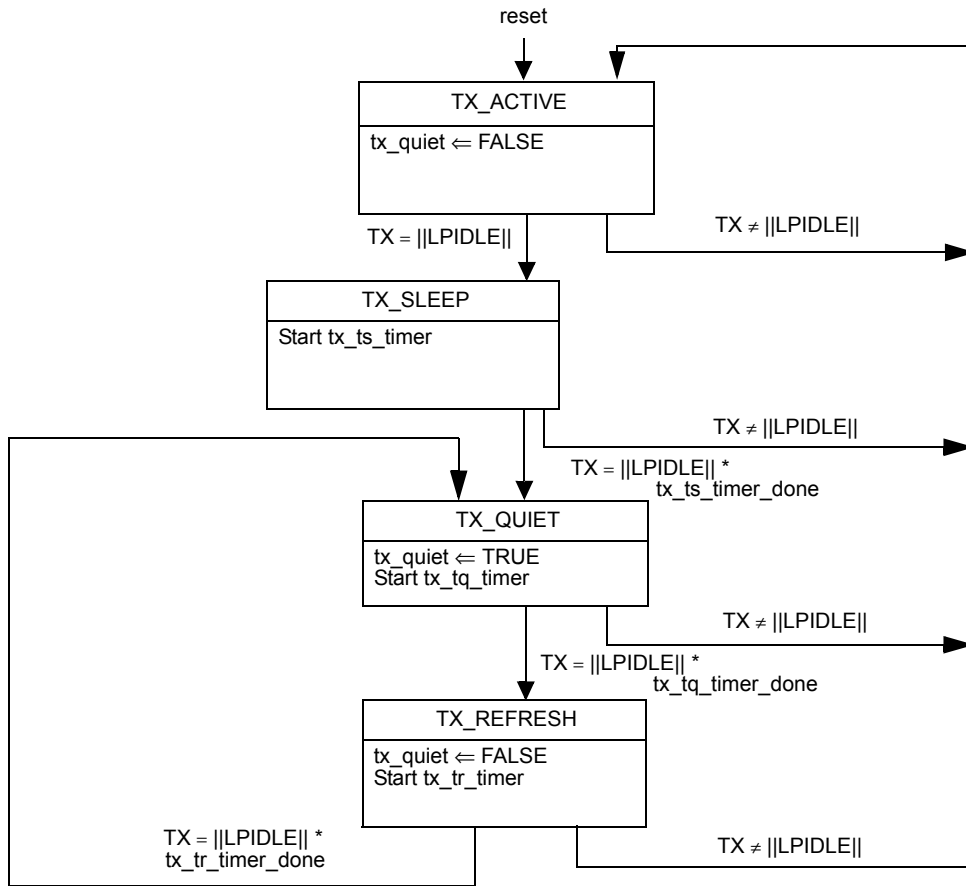 reset
TX_ACTIVE
tx_quiet ⇐ FALSE
TX = ||LPIDLE||
TX ≠ ||LPIDLE||
TX_SLEEP
Start tx_ts_timer
TX ≠ ||LPIDLE||
TX = ||LPIDLE|| *
tx_ts_timer_done
TX_QUIET
tx_quiet ⇐ TRUE
Start tx_tq_timer
TX ≠ ||LPIDLE||
TX = ||LPIDLE|| *
tx_tq_timer_done
TX_REFRESH
tx_quiet ⇐ FALSE
Start tx_tr_timer
TX = ||LPIDLE|| *
tx_tr_timer_done
TX ≠ ||LPIDLE||